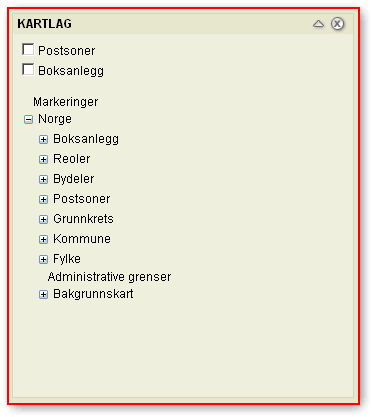 KARTLAG
Postsoner
Boksanlegg
Markeringer
Norge
Boksanlegg
Reoler
Bydeler
Postsoner
Grunnkrets
Kommune
Fylke
Administrative grenser
Bakgrunnskart